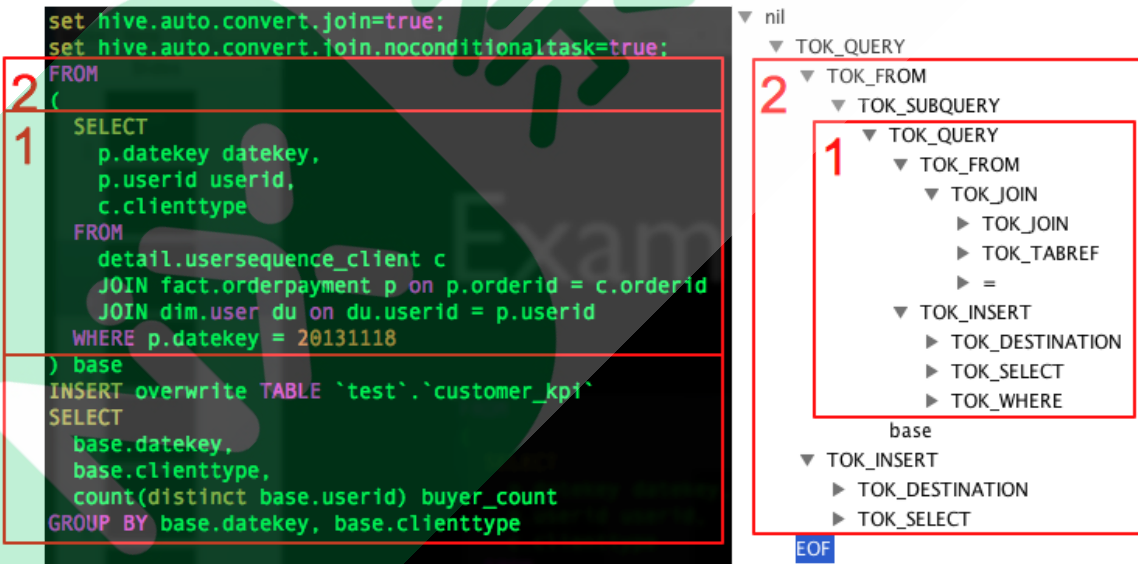 set hive.auto.convert.join=true;
set hive.auto.convert.join.noconditionaltask=true;
2
FROM
(
1
SELECT
p.datekey datekey,
p.userid userid,
c.clienttype
FROM
detail.usersequence_client c
JOIN fact.orderpayment p on p.orderid = c.orderid
JOIN dim.user du on du.userid = p.userid
WHERE p.datekey = 20131118
) base
INSERT overwrite TABLE `test`.`customer_kpi`
SELECT
base.datekey,
base.clienttype,
count(distinct base.userid) buyer_count
GROUP BY base.datekey, base.clienttype
Exam
nil
TOK_QUERY
2
TOK_FROM
TOK_SUBQUERY
1
TOK_QUERY
TOK_FROM
TOK_JOIN
TOK_JOIN
TOK_TABREF
=
TOK_INSERT
TOK_DESTINATION
TOK_SELECT
TOK_WHERE
base
TOK_INSERT
TOK_DESTINATION
TOK_SELECT
EOF